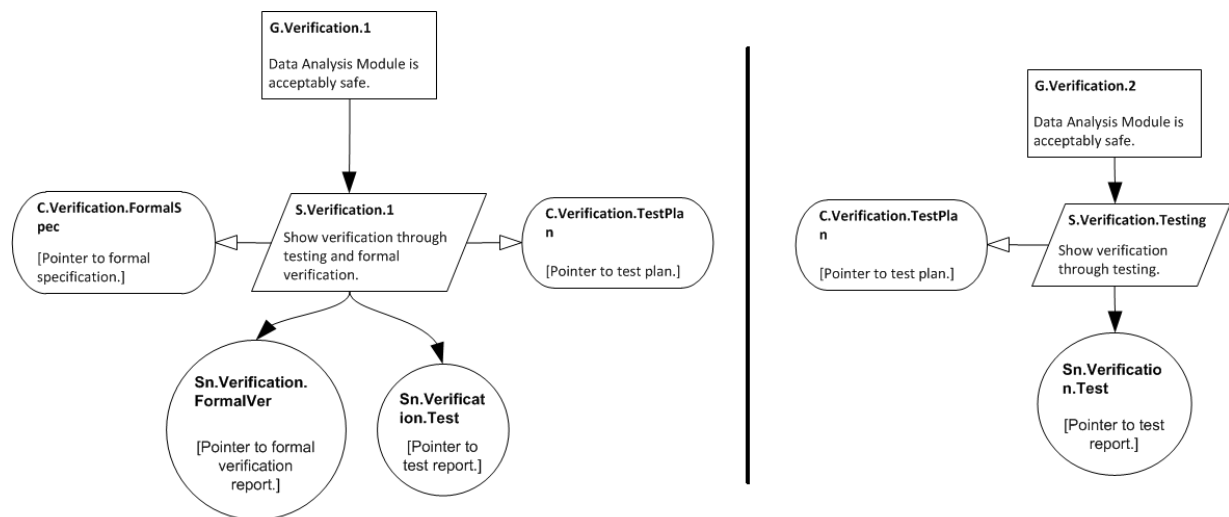 G.Verification.1
Data Analysis Module is
acceptably safe.
C.Verification.FormalS
pec
[Pointer to formal
specification.]
S.Verification.1
Show verification through
testing and formal
verification.
C.Verification.TestPla
n
[Pointer to test plan.]
Sn.Verification.
FormalVer
[Pointer to formal
verification
report.]
Sn.Verificat
ion.Test
[Pointer to
test report.]
G.Verification.2
Data Analysis Module is
acceptably safe.
C.Verification.TestPla
n
[Pointer to test plan.]
S.Verification.Testing
Show verification
through testing.
Sn.Verificatio
n.Test
[Pointer to test
report.]